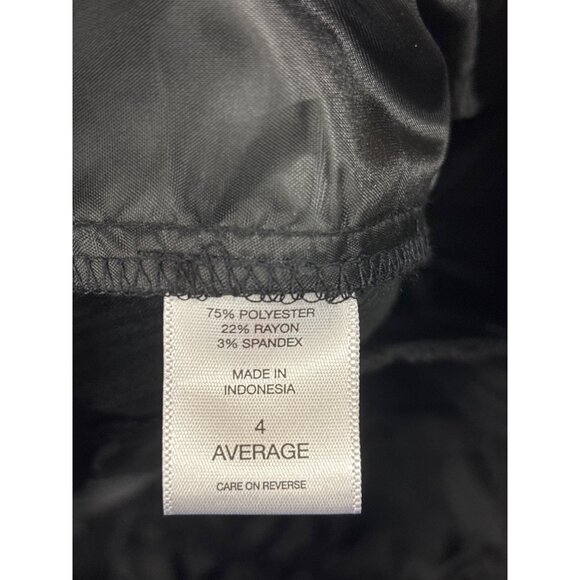 75% POLYESTER
22% RAYON
3% SPANDEX
MADE IN
INDONESIA
4
AVERAGE
CARE ON REVERSE